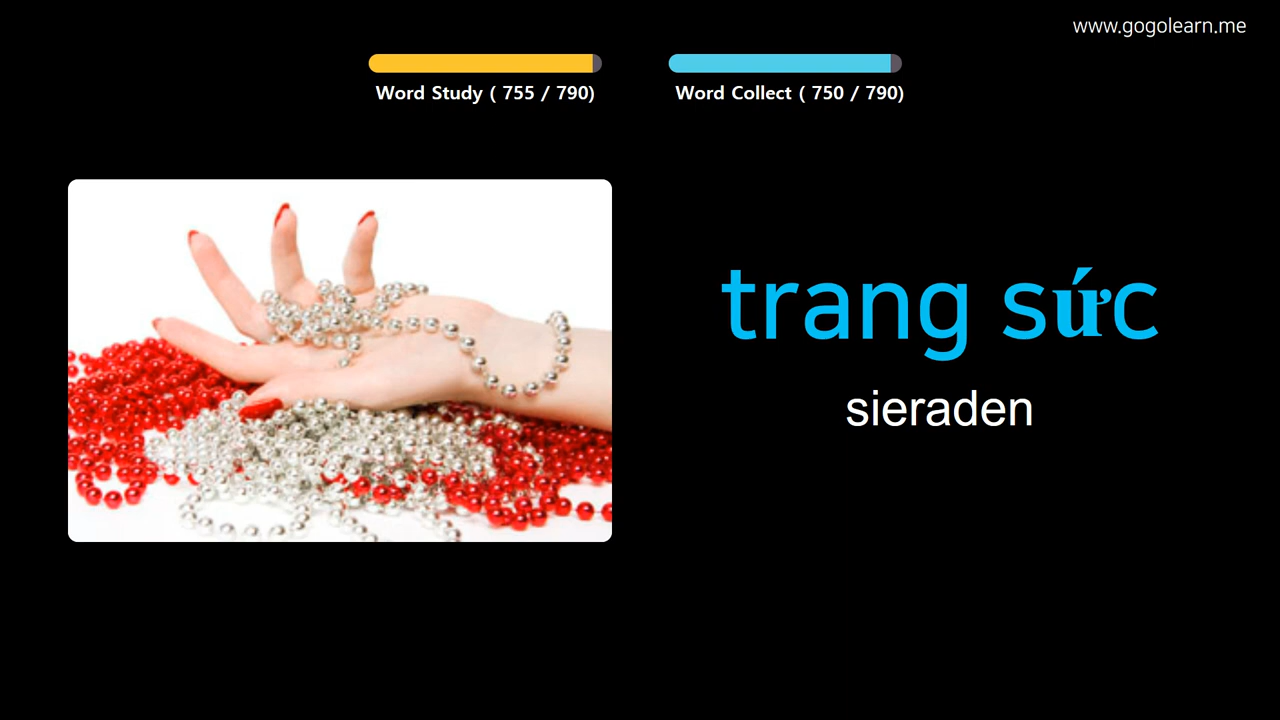 www.gogolearn.me
Word Study ( 755 / 790)
Word Collect ( 750 / 790)
trang sức
sieraden